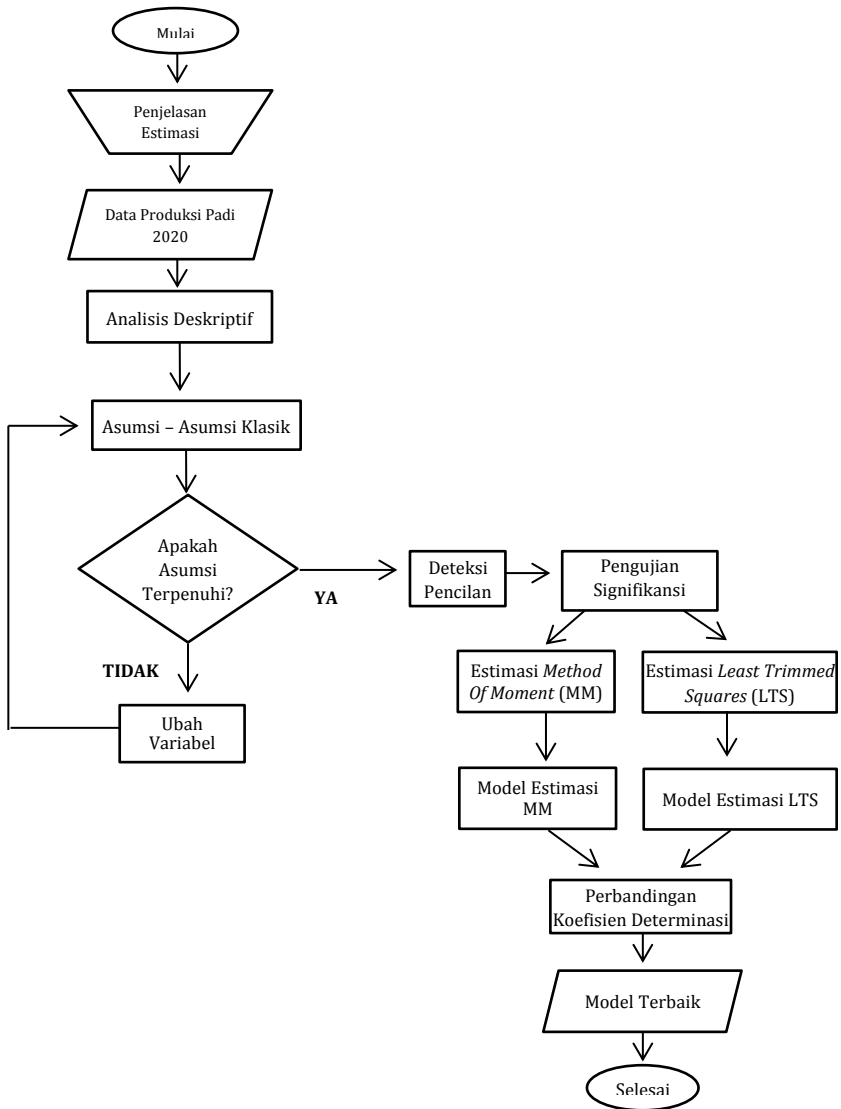 Mulai
Penjelasan
Estimasi
Data Produksi Padi
2020
Analisis Deskriptif
Asumsi – Asumsi Klasik
Apakah
Asumsi
Terpenuhi?
YA
TIDAK
Ubah
Variabel
Deteksi
Pencilan
Pengujian
Signifikansi
Estimasi Method
Of Moment (MM)
Estimasi Least Trimmed
Squares (LTS)
Model Estimasi
MM
Model Estimasi LTS
Perbandingan
Koefisien Determinasi
Model Terbaik
Selesai